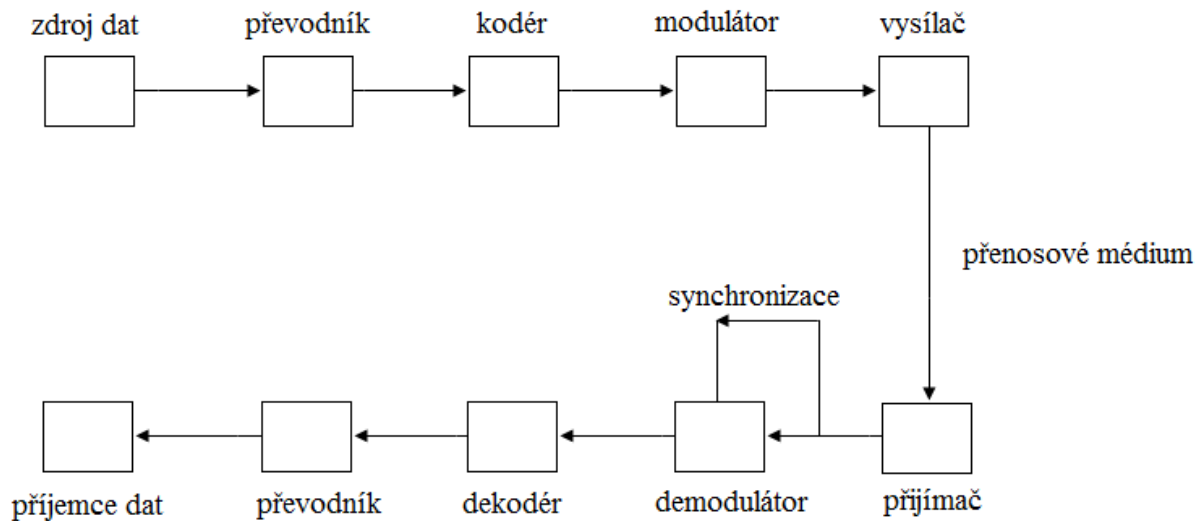 zdroj dat
převodník
kodér
modulátor
vysílač
přenosové médium
synchronizace
příjemce dat
převodník
dekodér
demodulátor
přijímač